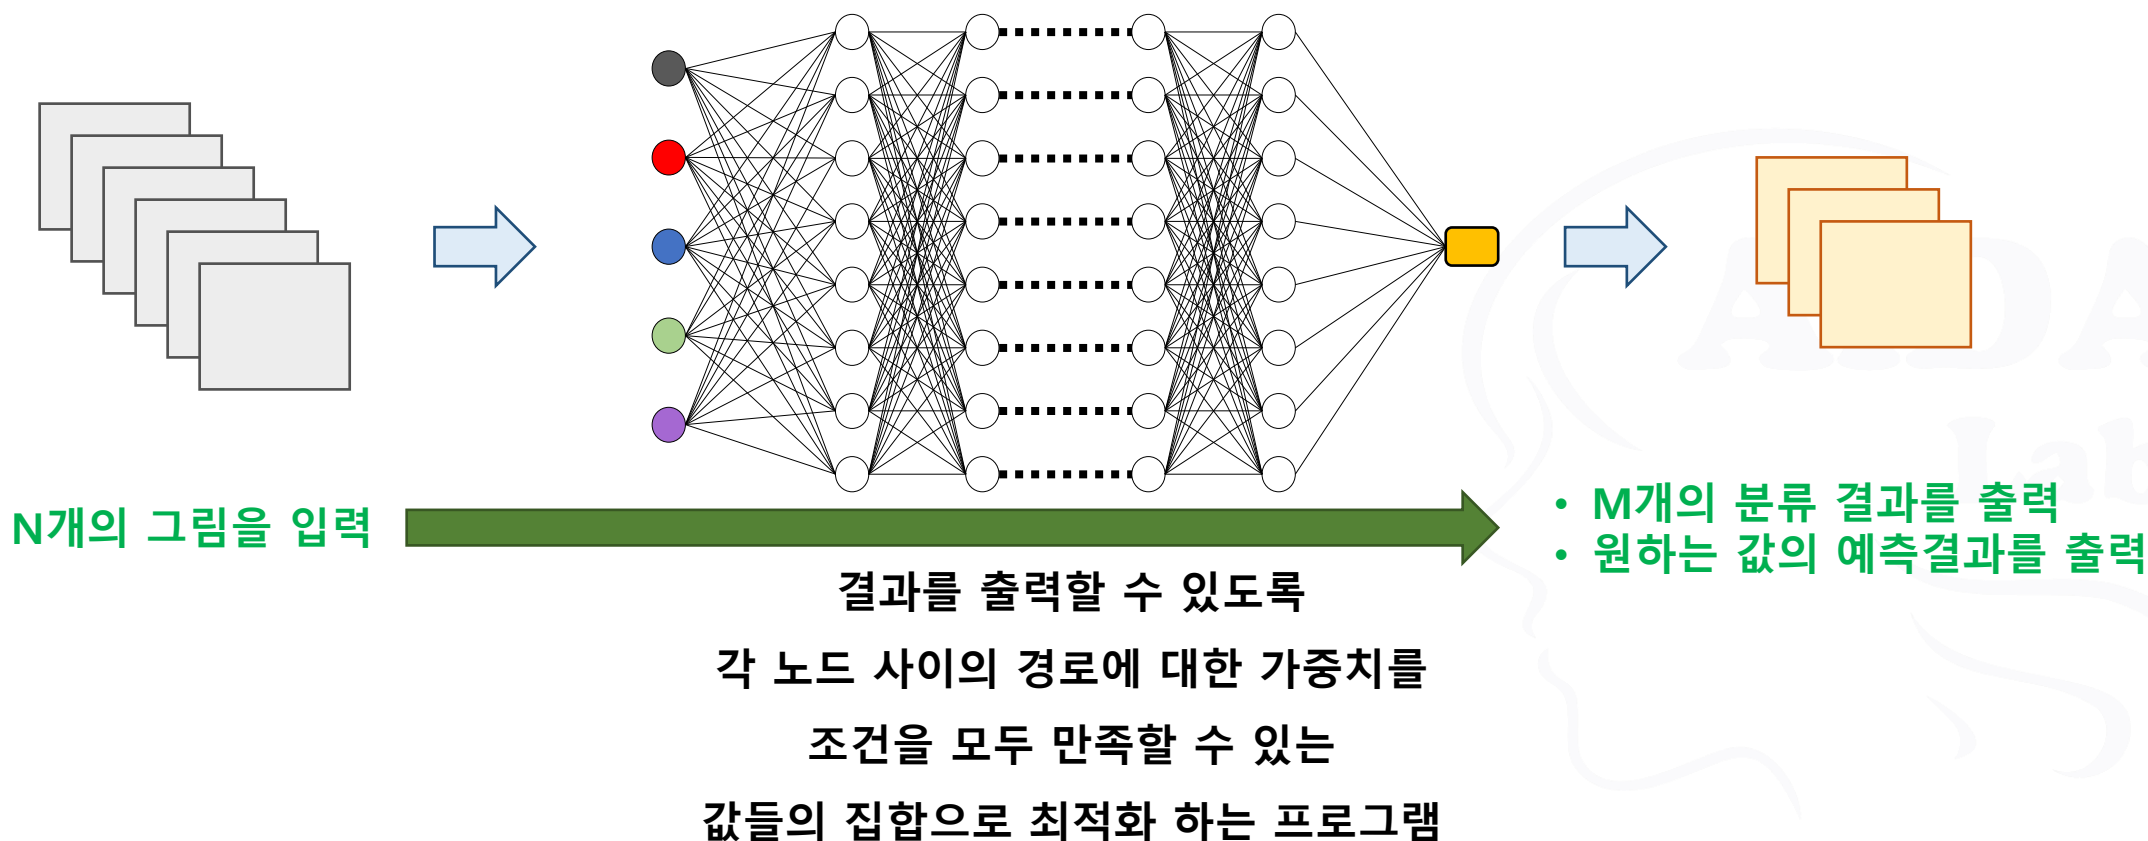 N개의 그림을 입력
• M개의 분류 결과를 출력
• 원하는 값의 예측결과를 출력
결과를 출력할 수 있도록
각 노드 사이의 경로에 대한 가중치를
조건을 모두 만족할 수 있는
값들의 집합으로 최적화 하는 프로그램
AIDA
Lab